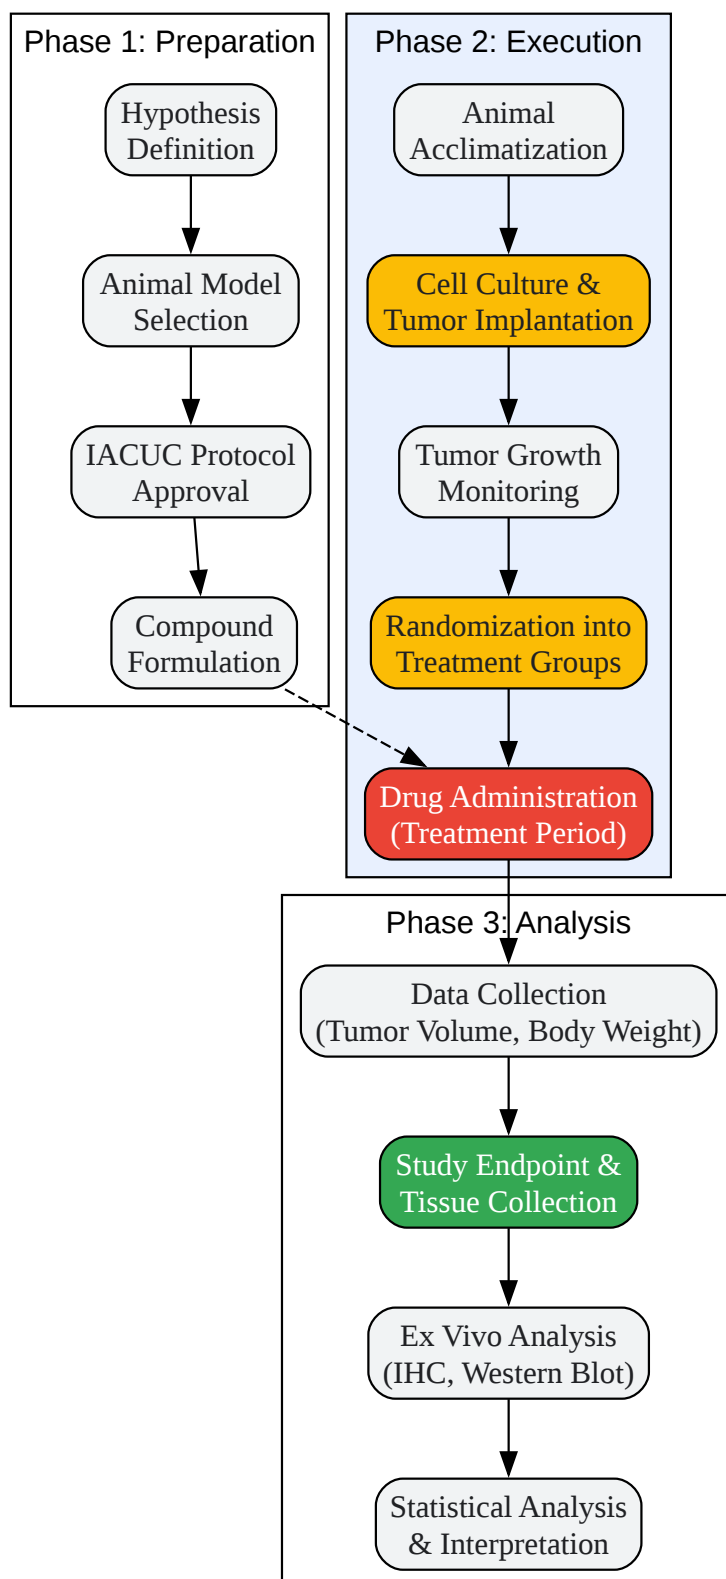 Phase 1: Preparation
Hypothesis
Definition
Animal Model
Selection
IACUC Protocol
Approval
Compound
Formulation
Phase 2: Execution
Animal
Acclimatization
Cell Culture &
Tumor Implantation
Tumor Growth
Monitoring
Randomization into
Treatment Groups
Drug Administration
(Treatment Period)
Phase 3: Analysis
Data Collection
(Tumor Volume, Body Weight)
Study Endpoint &
Tissue Collection
Ex Vivo Analysis
(IHC, Western Blot)
Statistical Analysis
& Interpretation